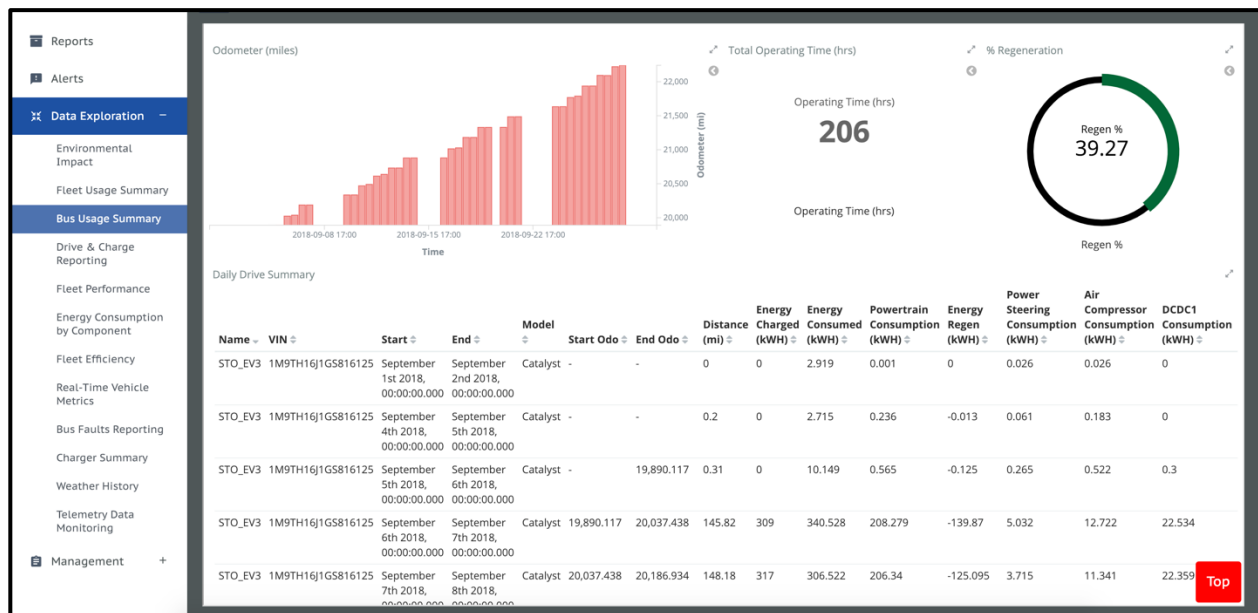 Reports
Alerts
Data Exploration −
Environmental
Impact
Fleet Usage Summary
Bus Usage Summary
Drive & Charge
Reporting
Fleet Performance
Energy Consumption
by Component
Fleet Efficiency
Real-Time Vehicle
Metrics
Bus Faults Reporting
Charger Summary
Weather History
Telemetry Data
Monitoring
Management +
Odometer (miles)
22,000
21,500
21,000
20,500
20,000
Odometer (mi)
2018-09-08 17:00 2018-09-15 17:00 2018-09-22 17:00
Time
Total Operating Time (hrs)
Operating Time (hrs)
206
Operating Time (hrs)
% Regeneration
Regen %
39.27
Regen %
Daily Drive Summary
Name VIN Start End Model Start Odo End Odo Distance (mi) Energy Charged (kWH) Energy Consumed (kWH) Powertrain Consumption (kWH) Energy Regen (kWH) Power Steering Consumption (kWH) Air Compressor Consumption (kWH) DCDC1 Consumption (kWH)
STO_EV3 1M9TH16J1GS816125 September September Catalyst - - 0 0 2.919 0.001 0 0.026 0.026 0
1st 2018, 2nd 2018,
00:00:00.000 00:00:00.000
STO_EV3 1M9TH16J1GS816125 September September Catalyst - - 0.2 0 2.715 0.236 -0.013 0.061 0.183 0
4th 2018, 5th 2018,
00:00:00.000 00:00:00.000
STO_EV3 1M9TH16J1GS816125 September September Catalyst - 19,890.117 0.31 0 10.149 0.565 -0.125 0.265 0.522 0.3
5th 2018, 6th 2018,
00:00:00.000 00:00:00.000
STO_EV3 1M9TH16J1GS816125 September September Catalyst 19,890.117 20,037.438 145.82 309 340.528 208.279 -139.87 5.032 12.722 22.534
6th 2018, 7th 2018,
00:00:00.000 00:00:00.000
STO_EV3 1M9TH16J1GS816125 September September Catalyst 20,037.438 20,186.934 148.18 317 306.522 206.34 -125.095 3.715 11.341 22.359
7th 2018, 8th 2018,
00:00:00.000 00:00:00.000
Top